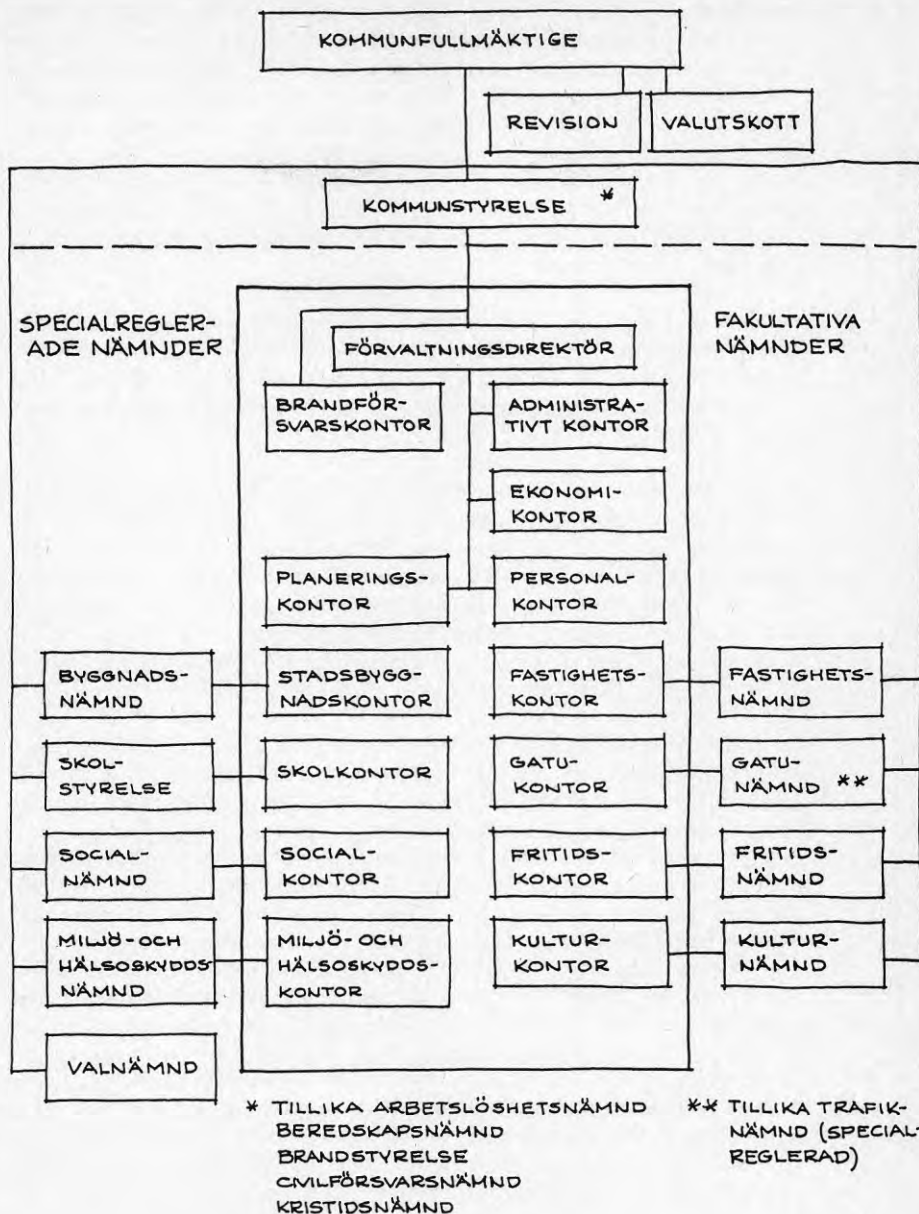 KOMMUNFULLMÄKTIGE
REVISION
VALUTSKOTT
KOMMUNSTYRELSE *
SPECIALREGLER-
ADE NÄMNDER
FAKULTATIVA
NÄMNDER
FÖRVALTNINGSDIREKTÖR
BRANDFÖR-
SVARSKONTOR
ADMINISTRA-
TIVT KONTOR
EKONOMI-
KONTOR
PLANERINGS-
KONTOR
PERSONAL-
KONTOR
BYGGNADS-
NÄMND
STADSBYGG-
NADSKONTOR
FASTIGHETS-
KONTOR
FASTIGHETS-
NÄMND
SKOL-
STYRELSE
SKOLKONTOR
GATU-
KONTOR
GATU-
NÄMND **
SOCIAL-
NÄMND
SOCIAL-
KONTOR
FRITIDS-
KONTOR
FRITIDS-
NÄMND
MILJÖ-OCH
HÄLSOSKYDDS
NÄMND
MILJÖ-OCH
HÄLSOSKYDDS-
KONTOR
KULTUR-
KONTOR
KULTUR-
NÄMND
VALNÄMND
* TILLIKA ARBETSLÖSHETSNÄMND
BEREDSKAPSNÄMND
BRANDSTYRELSE
CIVILFÖRSVARSNÄMND
KRISTIDSNÄMND
** TILLIKA TRAFIK-
NÄMND (SPECIAL-
REGLERAD)